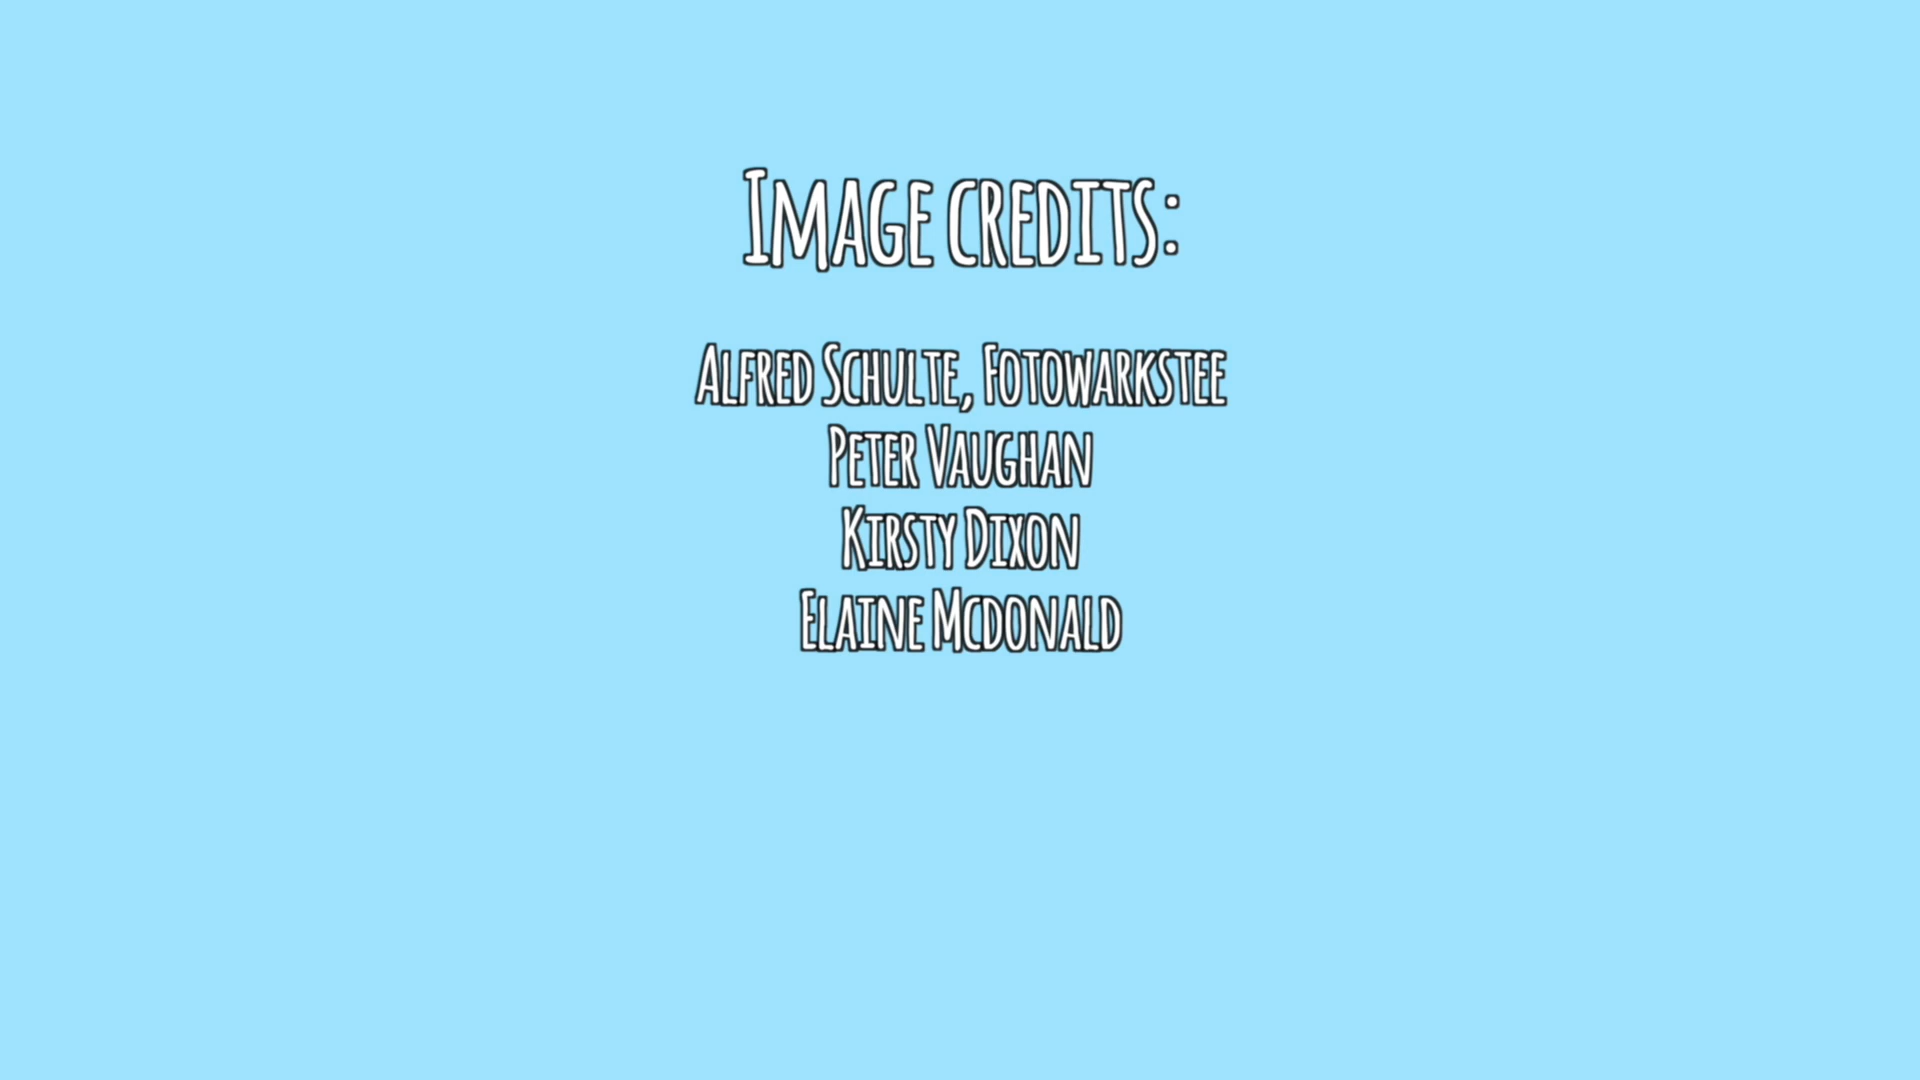 Image credits:
Alfred Schulte, Fotowarkstee
Peter Vaughan
Kirsty Dixon
Elaine Mcdonald